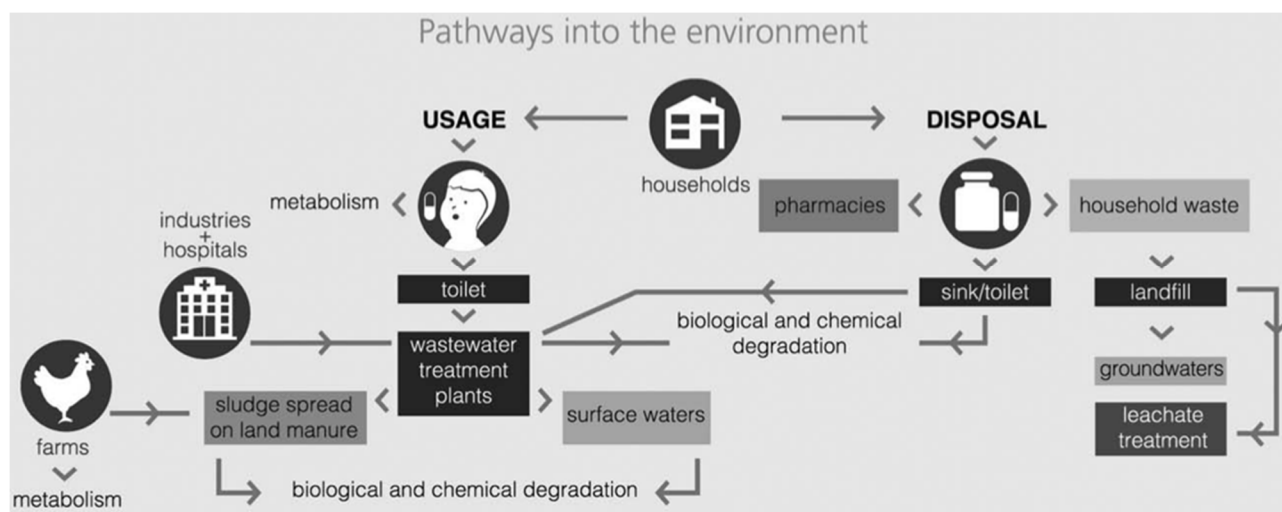 Pathways into the environment
USAGE
DISPOSAL
households
metabolism
pharmacies
household waste
industries
+
hospitals
toilet
sink/toilet
landfill
biological and chemical
degradation
wastewater
treatment
plants
groundwaters
sludge spread
on land manure
surface waters
leachate
treatment
farms
metabolism
biological and chemical degradation